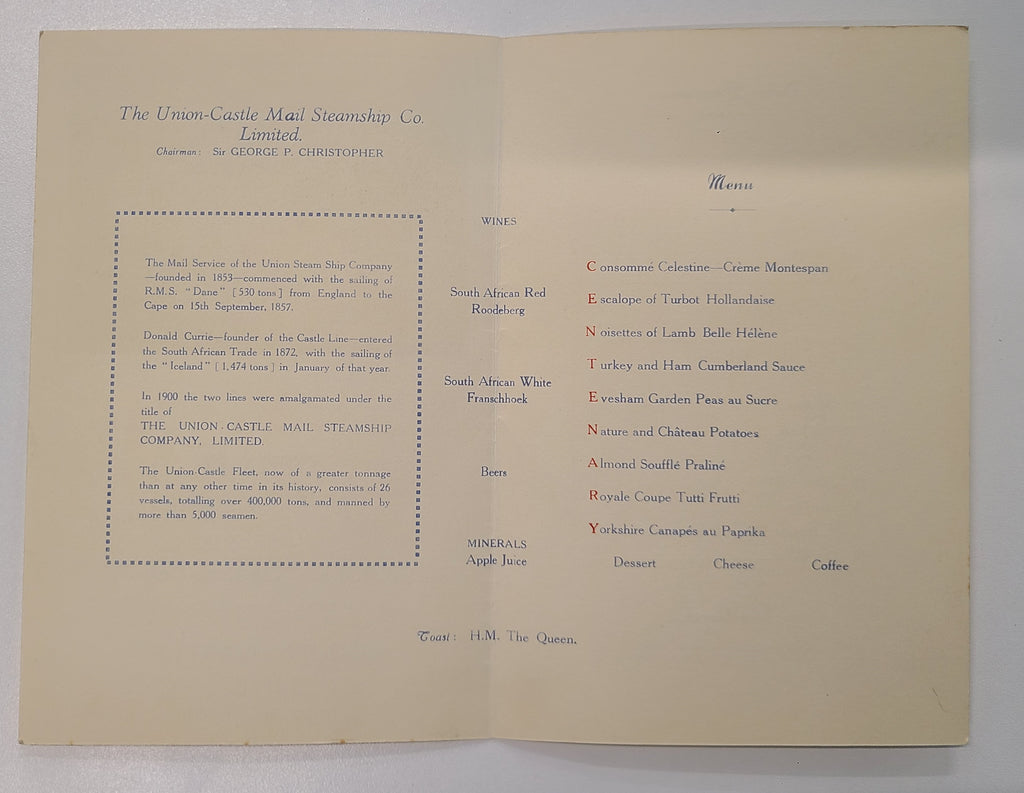 The Union-Castle Mail Steamship Co.
Limited.
Chairman: Sir GEORGE P. CHRISTOPHER
The Mail Service of the Union Steam Ship Company
—founded in 1853—commenced with the sailing of
R.M.S. "Dane" [530 tons] from England to the
Cape on 15th September, 1857.
Donald Currie—founder of the Castle Line—entered
the South African Trade in 1872, with the sailing of
the "Iceland" [1,474 tons] in January of that year.
In 1900 the two lines were amalgamated under the
title of
THE UNION-CASTLE MAIL STEAMSHIP
COMPANY, LIMITED.
The Union-Castle Fleet, now of a greater tonnage
than at any other time in its history, consists of 26
vessels, totalling over 400,000 tons, and manned by
more than 5,000 seamen.
WINES
South African Red
Roodeberg
South African White
Franschhoek
Beers
MINERALS
Apple Juice
Menu
Consommé Celestine—Crème Montespan
Escalope of Turbot Hollandaise
Noisettes of Lamb Belle Hélène
Turkey and Ham Cumberland Sauce
Evesham Garden Peas au Sucre
Nature and Château Potatoes
Almond Soufflé Praliné
Royale Coupe Tutti Frutti
Yorkshire Canapés au Paprika
Dessert Cheese Coffee
Toast: H.M. The Queen.